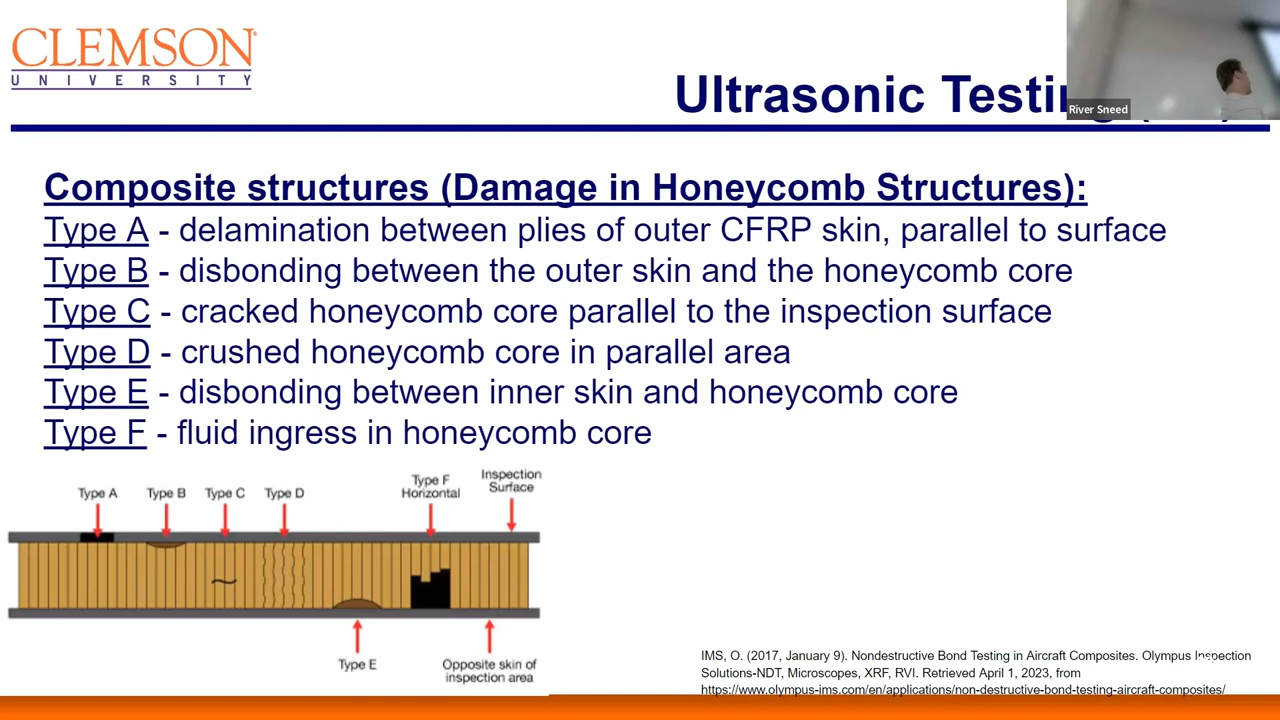 CLEMSON
UNIVERSITY
Ultrasonic Testing
River Sneed
Composite structures (Damage in Honeycomb Structures):
Type A - delamination between plies of outer CFRP skin, parallel to surface
Type B - disbonding between the outer skin and the honeycomb core
Type C - cracked honeycomb core parallel to the inspection surface
Type D - crushed honeycomb core in parallel area
Type E - disbonding between inner skin and honeycomb core
Type F - fluid ingress in honeycomb core
Type A
Type B
Type C
Type D
Type F
Horizontal
Inspection
Surface
Type E
Opposite skin of
inspection area
IMS, O. (2017, January 9). Nondestructive Bond Testing in Aircraft Composites. Olympus Inspection
Solutions-NDT, Microscopes, XRF, RVI. Retrieved April 1, 2023, from
https://www.olympus-ims.com/en/applications/non-destructive-bond-testing-aircraft-composites/